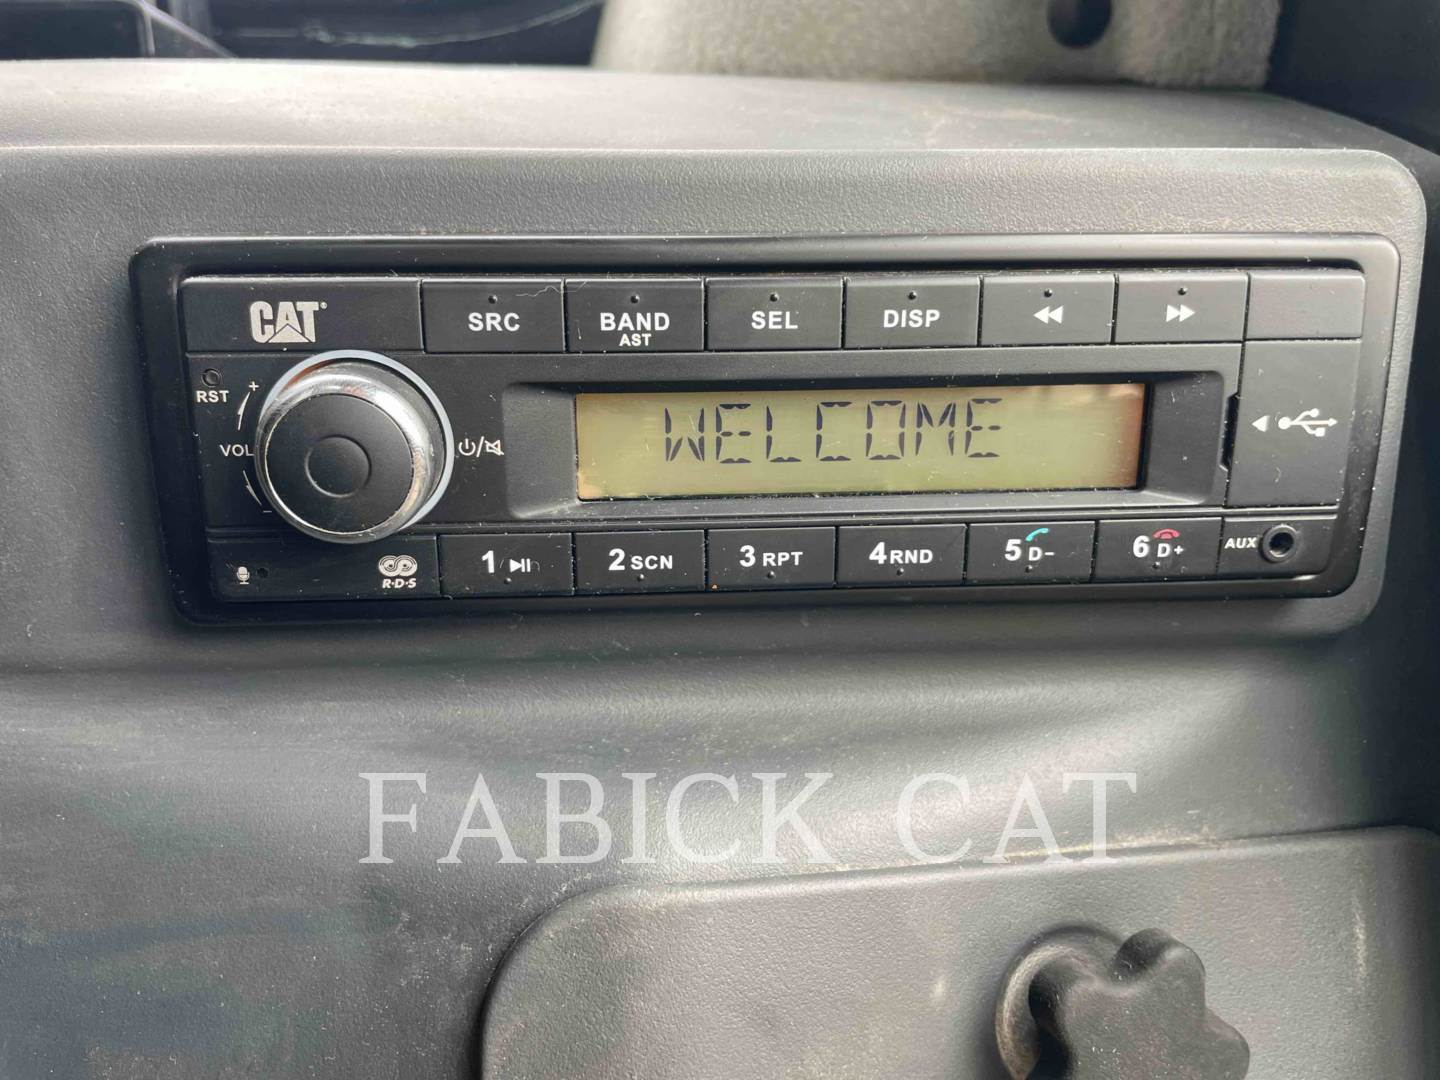 CAT®
SRC
BAND
AST
SEL
DISP
RST
+
VOL
-
WELCOME
R·D·S
1
2 SCN
3 RPT
4 RND
5 D-
6 D+
AUX
FABICK CAT